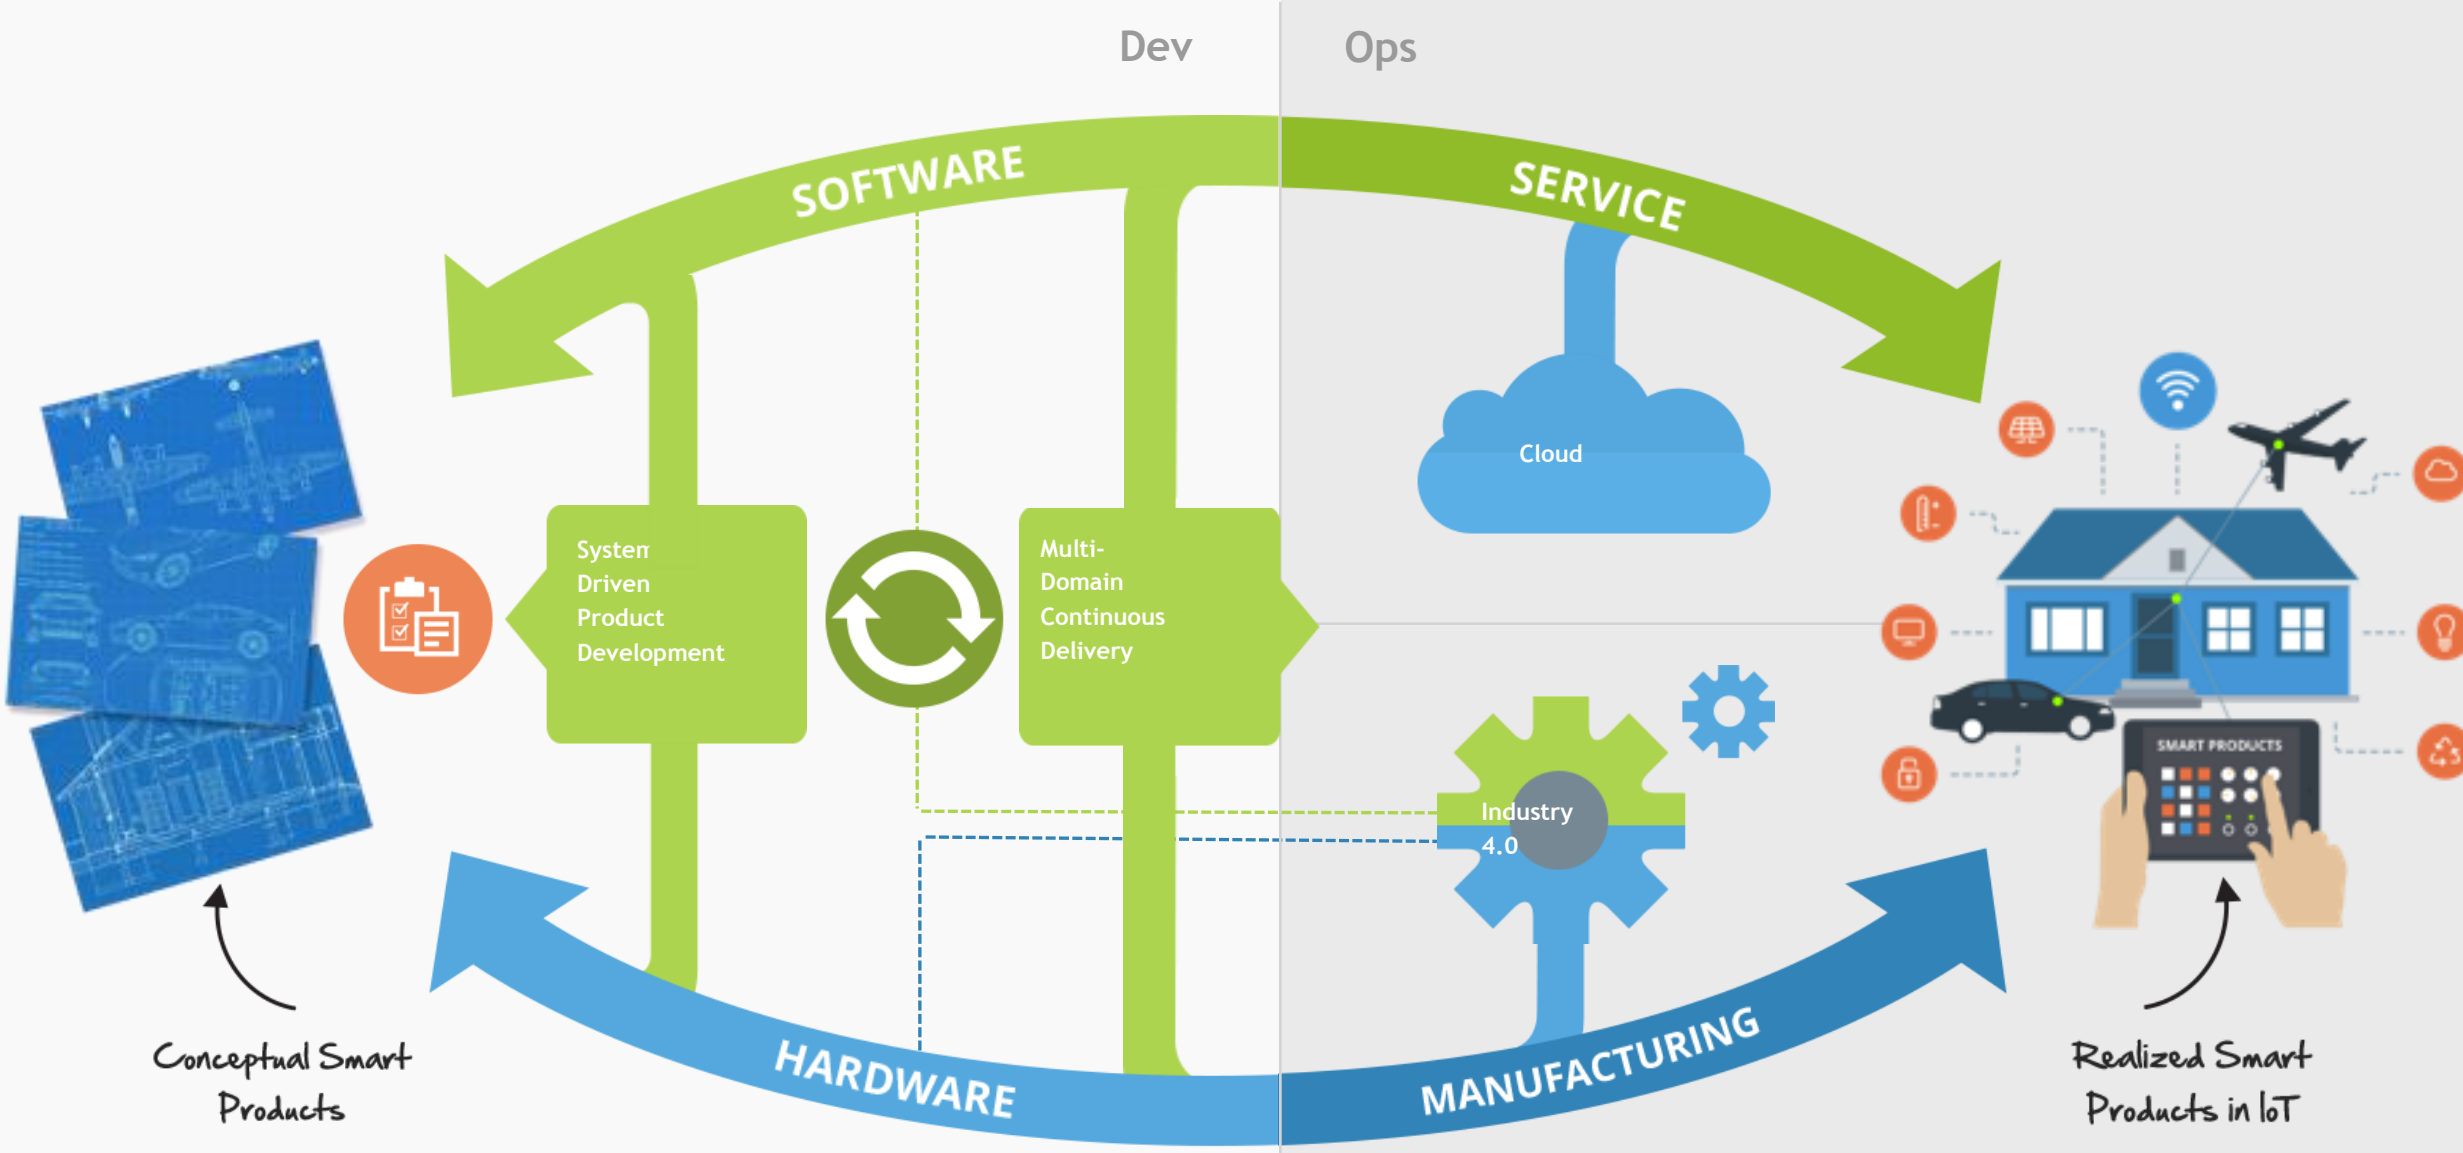 Dev
Ops
SOFTWARE
SERVICE
Cloud
System
Driven
Product
Development
Multi-
Domain
Continuous
Delivery
Industry
4.0
SMART PRODUCTS
HARDWARE
MANUFACTURING
Conceptual Smart
Products
Realized Smart
Products in IoT